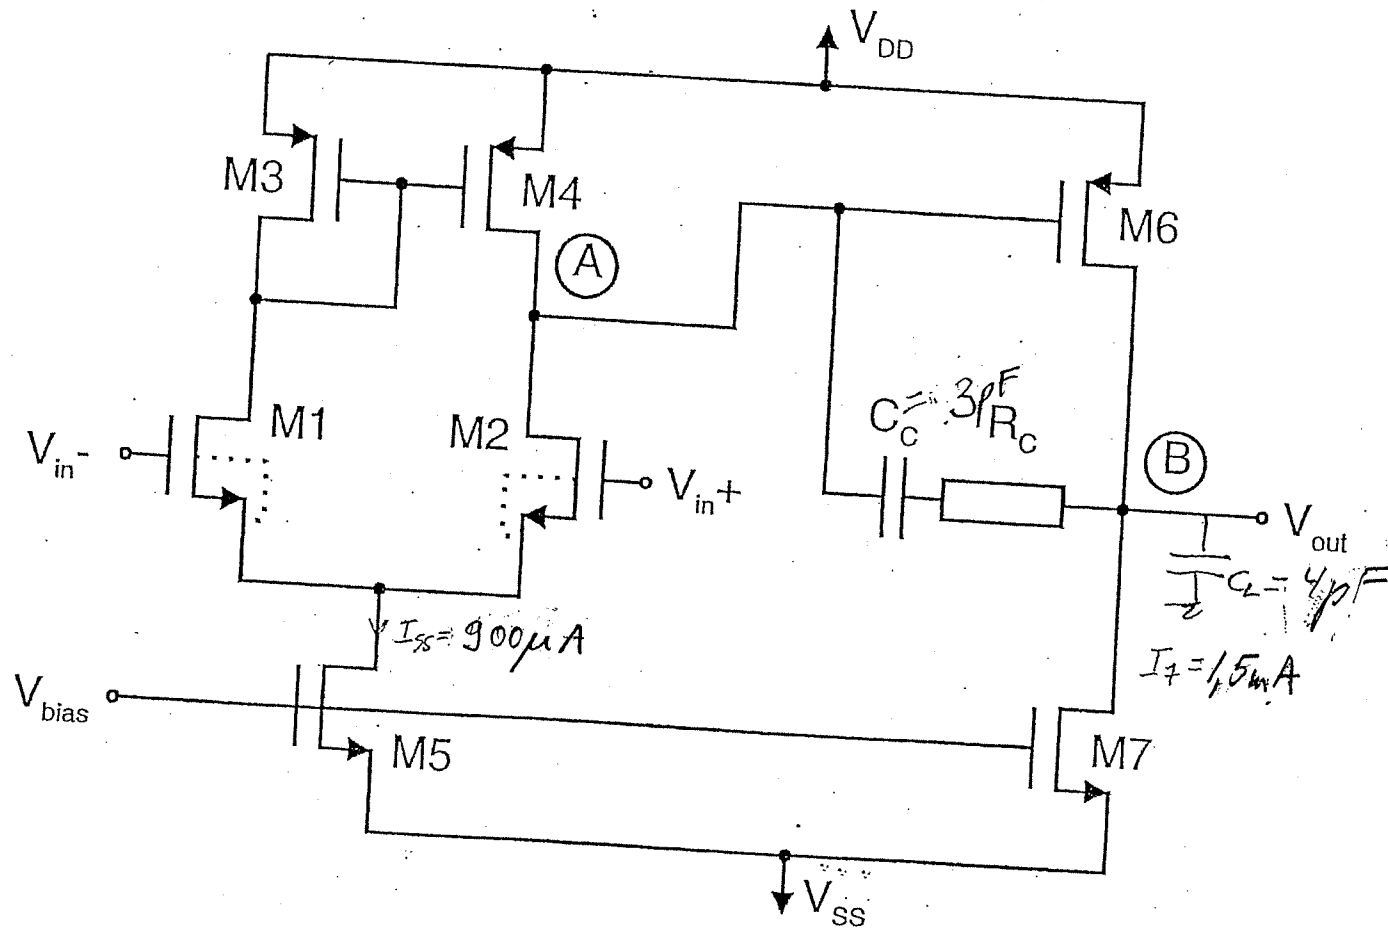 V_DD
M3
M4
M6
A
C_C = 3pF
R_C
M1
M2
V_in-
V_in+
B
V_out
C_L = 4pF
I_ss = 900μA
I_7 = 1,5mA
V_bias
M5
M7
V_SS